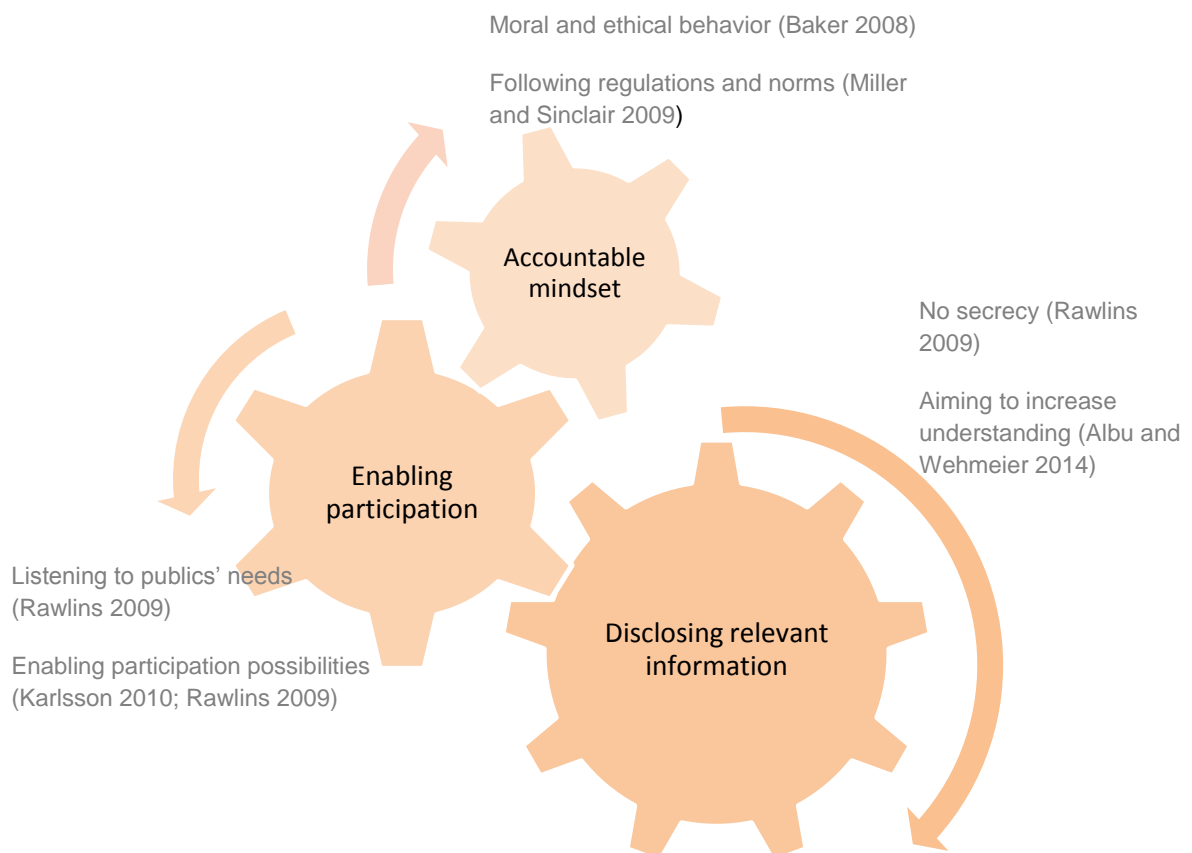 Moral and ethical behavior (Baker 2008)
Following regulations and norms (Miller
and Sinclair 2009)
Accountable
mindset
No secrecy (Rawlins
2009)
Aiming to increase
understanding (Albu and
Wehmeier 2014)
Enabling
participation
Listening to publics’ needs
(Rawlins 2009)
Enabling participation possibilities
(Karlsson 2010; Rawlins 2009)
Disclosing relevant
information